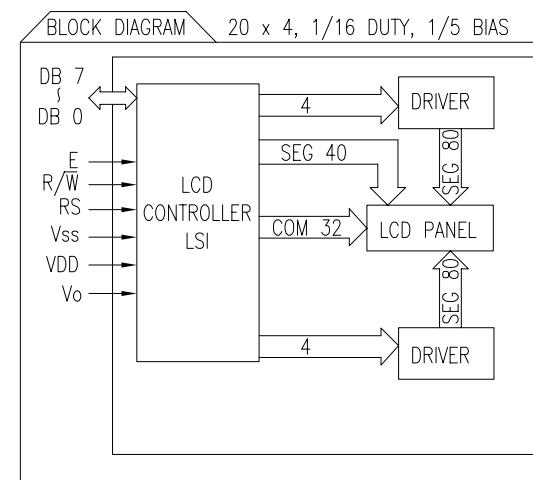 BLOCK DIAGRAM 20 x 4, 1/16 DUTY, 1/5 BIAS
DB 7
~
DB 0
E
R/W̅
RS
Vss
VDD
Vo
LCD
CONTROLLER
LSI
4
SEG 40
COM 32
4
DRIVER
SEG 80
LCD PANEL
SEG 80
DRIVER